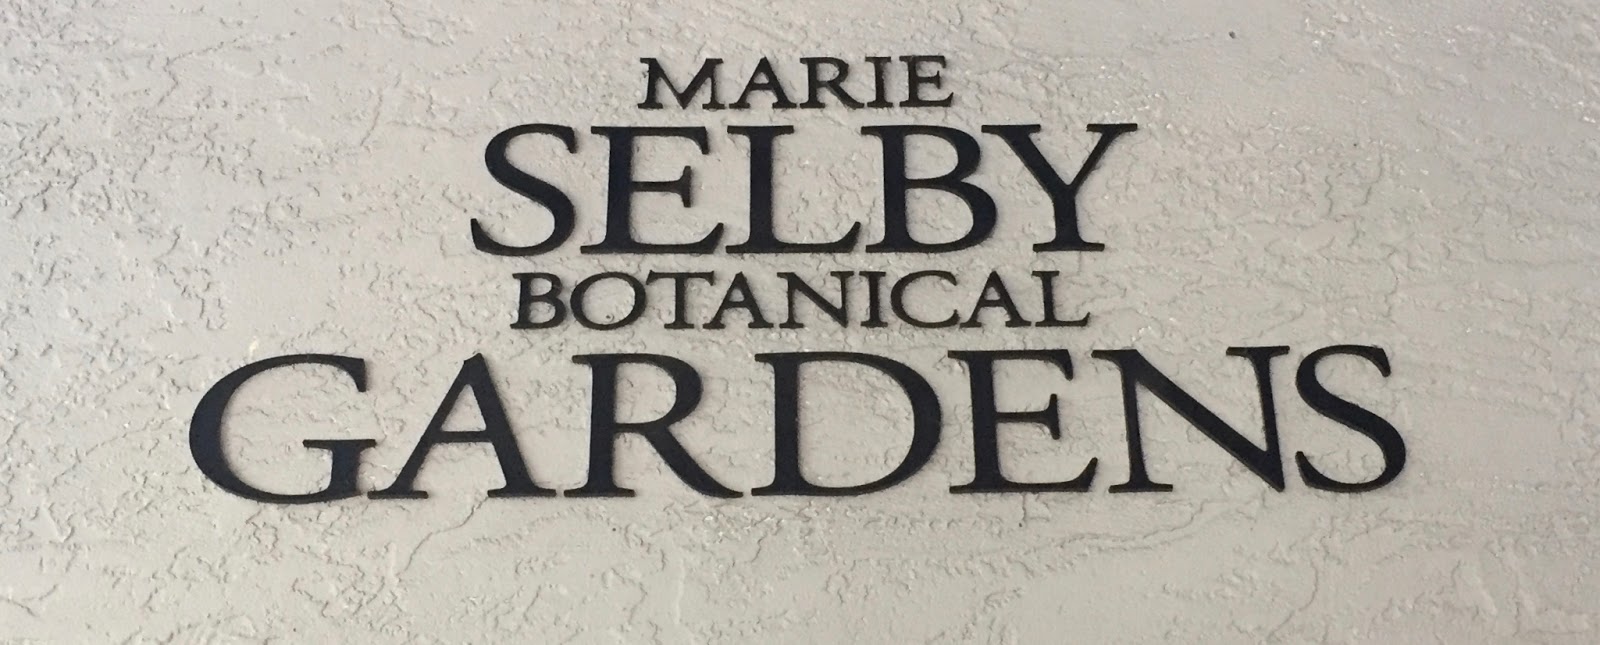 MARIE
SELBY
BOTANICAL
GARDENS